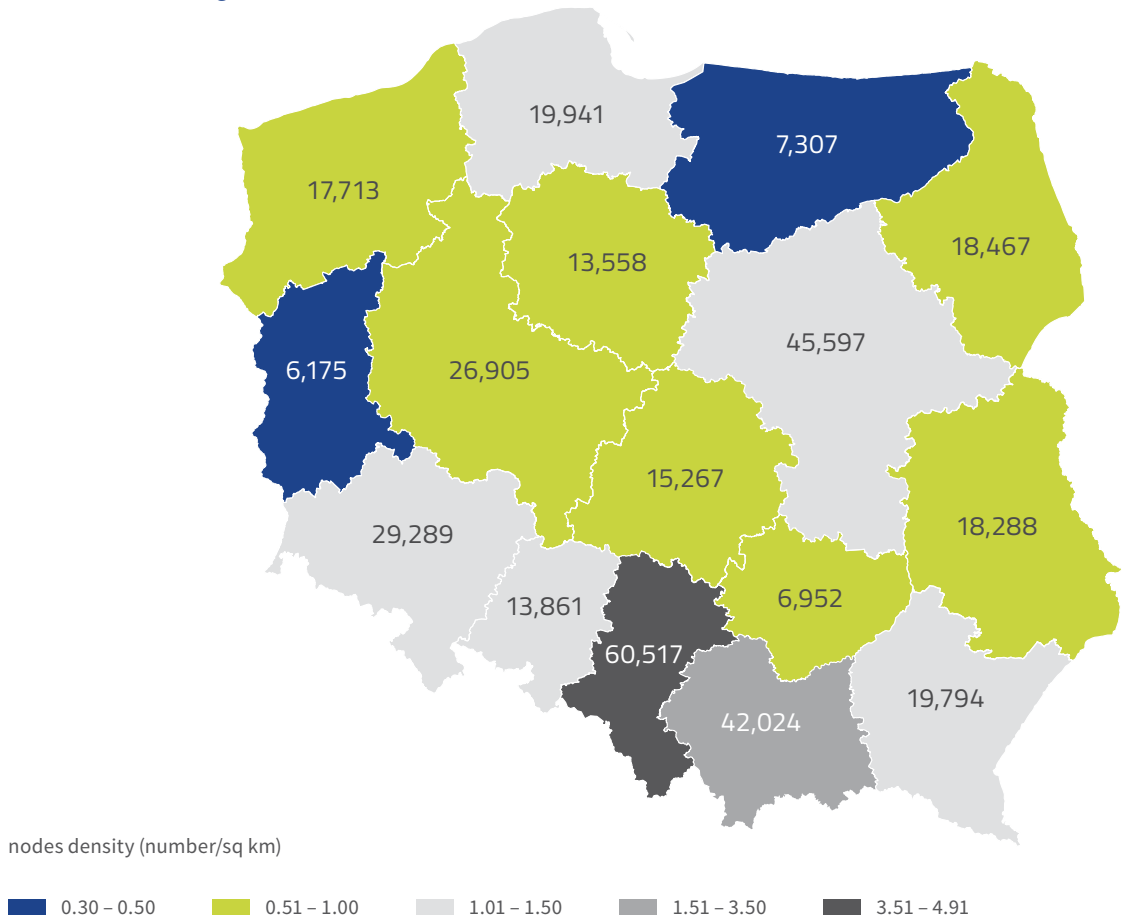 19,941
7,307
17,713
18,467
13,558
45,597
6,175
26,905
15,267
18,288
29,289
6,952
13,861
60,517
19,794
42,024
nodes density (number/sq km)
0.30 – 0.50
0.51 – 1.00
1.01 – 1.50
1.51 – 3.50
3.51 – 4.91